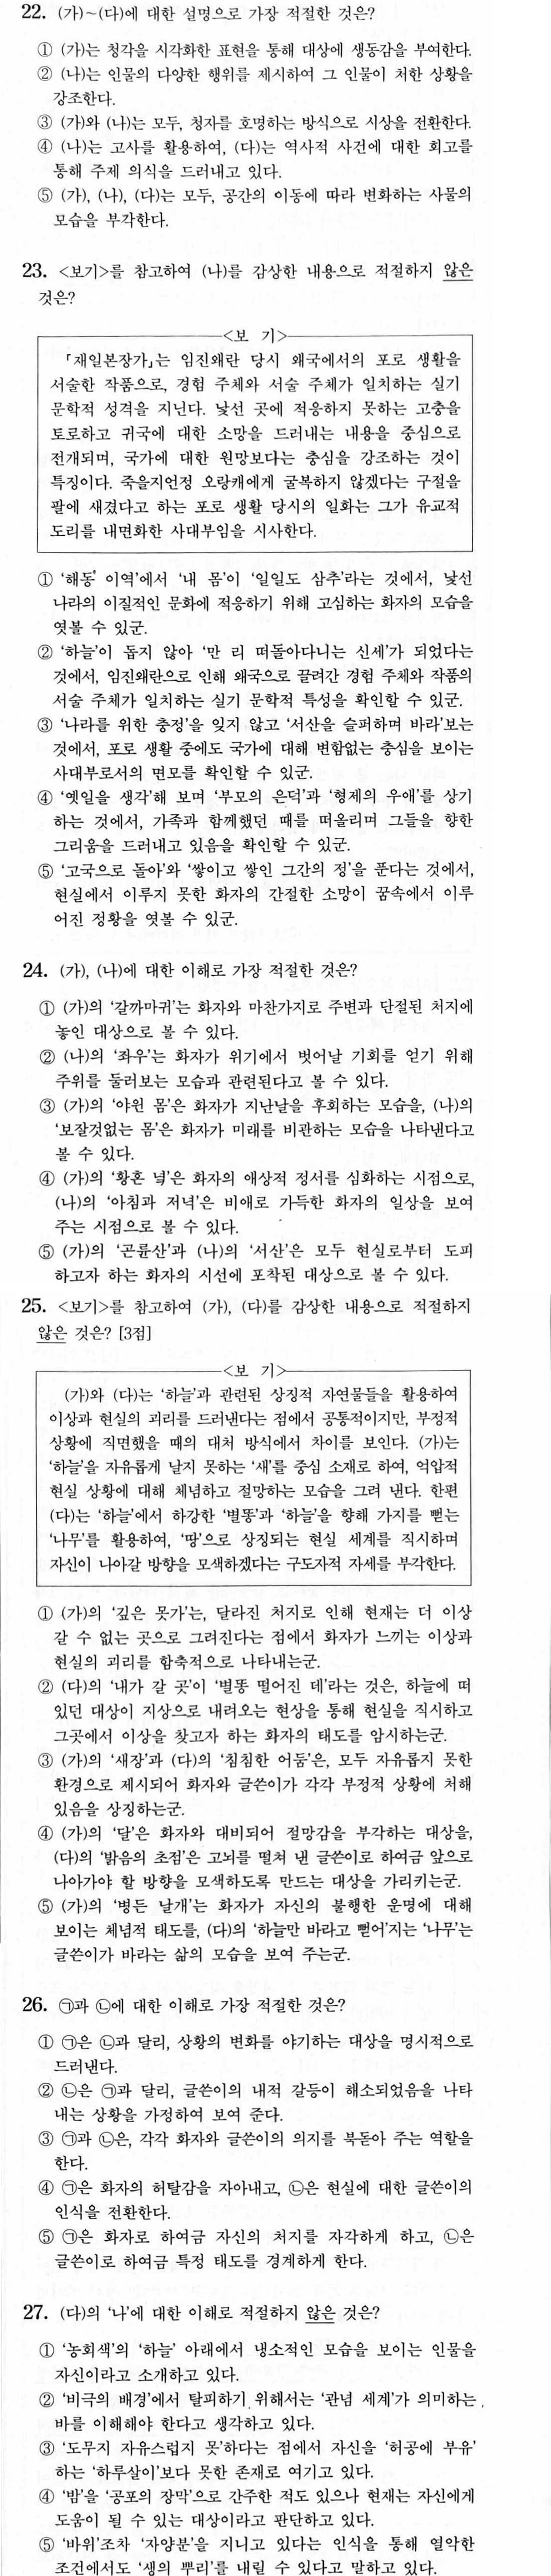 22. (가)~(다)에 대한 설명으로 가장 적절한 것은?
① (가)는 청각을 시각화한 표현을 통해 대상에 생동감을 부여한다.
② (나)는 인물의 다양한 행위를 제시하여 그 인물이 처한 상황을
강조한다.
③ (가)와 (나)는 모두, 청자를 호명하는 방식으로 시상을 전환한다.
④ (나)는 고사를 활용하여, (다)는 역사적 사건에 대한 회고를
통해 주제 의식을 드러내고 있다.
⑤ (가), (나), (다)는 모두, 공간의 이동에 따라 변화하는 사물의
모습을 부각한다.
23. <보기>를 참고하여 (나)를 감상한 내용으로 적절하지 않은
것은?
<보 기>
「재일본장가」는 임진왜란 당시 왜국에서의 포로 생활을
서술한 작품으로, 경험 주체와 서술 주체가 일치하는 실기
문학적 성격을 지닌다. 낯선 곳에 적응하지 못하는 고충을
토로하고 귀국에 대한 소망을 드러내는 내용을 중심으로
전개되며, 국가에 대한 원망보다는 충심을 강조하는 것이
특징이다. 죽을지언정 오랑캐에게 굴복하지 않겠다는 구절을
팔에 새겼다고 하는 포로 생활 당시의 일화는 그가 유교적
도리를 내면화한 사대부임을 시사한다.
① ‘해동 이역’에서 ‘내 몸’이 ‘일일도 삼추’라는 것에서, 낯선
나라의 이질적인 문화에 적응하기 위해 고심하는 화자의 모습을
엿볼 수 있군.
② ‘하늘’이 돕지 않아 ‘만 리 떠돌아다니는 신세’가 되었다는
것에서, 임진왜란으로 인해 왜국으로 끌려간 경험 주체와 작품의
서술 주체가 일치하는 실기 문학적 특성을 확인할 수 있군.
③ ‘나라를 위한 충정’을 잊지 않고 ‘서산을 슬퍼하며 바라’보는
것에서, 포로 생활 중에도 국가에 대해 변함없는 충심을 보이는
사대부로서의 면모를 확인할 수 있군.
④ ‘옛일을 생각’해 보며 ‘부모의 은덕’과 ‘형제의 우애’를 상기
하는 것에서, 가족과 함께했던 때를 떠올리며 그들을 향한
그리움을 드러내고 있음을 확인할 수 있군.
⑤ ‘고국으로 돌아’와 ‘쌓이고 쌓인 그간의 정’을 푼다는 것에서,
현실에서 이루지 못한 화자의 간절한 소망이 꿈속에서 이루
어진 정황을 엿볼 수 있군.
24. (가), (나)에 대한 이해로 가장 적절한 것은?
① (가)의 ‘갈까마귀’는 화자와 마찬가지로 주변과 단절된 처지에
놓인 대상으로 볼 수 있다.
② (나)의 ‘좌우’는 화자가 위기에서 벗어날 기회를 얻기 위해
주위를 둘러보는 모습과 관련된다고 볼 수 있다.
③ (가)의 ‘야윈 몸’은 화자가 지난날을 후회하는 모습을, (나)의
‘보잘것없는 몸’은 화자가 미래를 비관하는 모습을 나타낸다고
볼 수 있다.
④ (가)의 ‘황혼 녘’은 화자의 애상적 정서를 심화하는 시점으로,
(나)의 ‘아침과 저녁’은 비애로 가득한 화자의 일상을 보여
주는 시점으로 볼 수 있다.
⑤ (가)의 ‘곤륜산’과 (나)의 ‘서산’은 모두 현실로부터 도피
하고자 하는 화자의 시선에 포착된 대상으로 볼 수 있다.
25. <보기>를 참고하여 (가), (다)를 감상한 내용으로 적절하지
않은 것은? [3점]
<보 기>
(가)와 (다)는 ‘하늘’과 관련된 상징적 자연물들을 활용하여
이상과 현실의 괴리를 드러낸다는 점에서 공통적이지만, 부정적
상황에 직면했을 때의 대처 방식에서 차이를 보인다. (가)는
‘하늘’을 자유롭게 날지 못하는 ‘새’를 중심 소재로 하여, 억압적
현실 상황에 대해 체념하고 절망하는 모습을 그려 낸다. 한편
(다)는 ‘하늘’에서 하강한 ‘별똥’과 ‘하늘’을 향해 가지를 뻗는
‘나무’를 활용하여, ‘땅’으로 상징되는 현실 세계를 직시하며
자신이 나아갈 방향을 모색하겠다는 구도자적 자세를 부각한다.
① (가)의 ‘깊은 못가’는, 달라진 처지로 인해 현재는 더 이상
갈 수 없는 곳으로 그려진다는 점에서 화자가 느끼는 이상과
현실의 괴리를 함축적으로 나타내는군.
② (다)의 ‘내가 갈 곳’이 ‘별똥 떨어진 데’라는 것은, 하늘에 떠
있던 대상이 지상으로 내려오는 현상을 통해 현실을 직시하고
그곳에서 이상을 찾고자 하는 화자의 태도를 암시하는군.
③ (가)의 ‘새장’과 (다)의 ‘침침한 어둠’은, 모두 자유롭지 못한
환경으로 제시되어 화자와 글쓴이가 각각 부정적 상황에 처해
있음을 상징하는군.
④ (가)의 ‘달’은 화자와 대비되어 절망감을 부각하는 대상을,
(다)의 ‘밝음의 초점’은 고뇌를 떨쳐 낸 글쓴이로 하여금 앞으로
나아가야 할 방향을 모색하도록 만드는 대상을 가리키는군.
⑤ (가)의 ‘병든 날개’는 화자가 자신의 불행한 운명에 대해
보이는 체념적 태도를, (다)의 ‘하늘만 바라고 뻗어’지는 ‘나무’는
글쓴이가 바라는 삶의 모습을 보여 주는군.
26. ㉠과 ㉡에 대한 이해로 가장 적절한 것은?
① ㉠은 ㉡과 달리, 상황의 변화를 야기하는 대상을 명시적으로
드러낸다.
② ㉡은 ㉠과 달리, 글쓴이의 내적 갈등이 해소되었음을 나타
내는 상황을 가정하여 보여 준다.
③ ㉠과 ㉡은, 각각 화자와 글쓴이의 의지를 북돋아 주는 역할을
한다.
④ ㉠은 화자의 허탈감을 자아내고, ㉡은 현실에 대한 글쓴이의
인식을 전환한다.
⑤ ㉠은 화자로 하여금 자신의 처지를 자각하게 하고, ㉡은
글쓴이로 하여금 특정 태도를 경계하게 한다.
27. (다)의 ‘나’에 대한 이해로 적절하지 않은 것은?
① ‘농회색’의 ‘하늘’ 아래에서 냉소적인 모습을 보이는 인물을
자신이라고 소개하고 있다.
② ‘비극의 배경’에서 탈피하기 위해서는 ‘관념 세계’가 의미하는
바를 이해해야 한다고 생각하고 있다.
③ ‘도무지 자유스럽지 못’하다는 점에서 자신을 ‘허공에 부유’
하는 ‘하루살이’보다 못한 존재로 여기고 있다.
④ ‘밤’을 ‘공포의 장막’으로 간주한 적도 있으나 현재는 자신에게
도움이 될 수 있는 대상이라고 판단하고 있다.
⑤ ‘바위’조차 ‘자양분’을 지니고 있다는 인식을 통해 열악한
조건에서도 ‘생의 뿌리’를 내릴 수 있다고 말하고 있다.